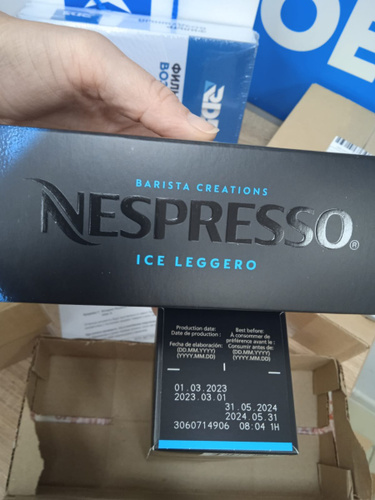 BARISTA CREATIONS
NESPRESSO®
ICE LEGGERO
Production date:
Date de production:
Fecha de elaboración:
(DD.MM.YYYY)
(YYYY.MM.DD)
Best before:
À consommer de
préférence avant le :
Consumir antes de:
(DD.MM.YYYY)
(YYYY.MM.DD)
01.03.2023
2023.03.01
31.05.2024
2024.05.31
3060714906 08:04 1H